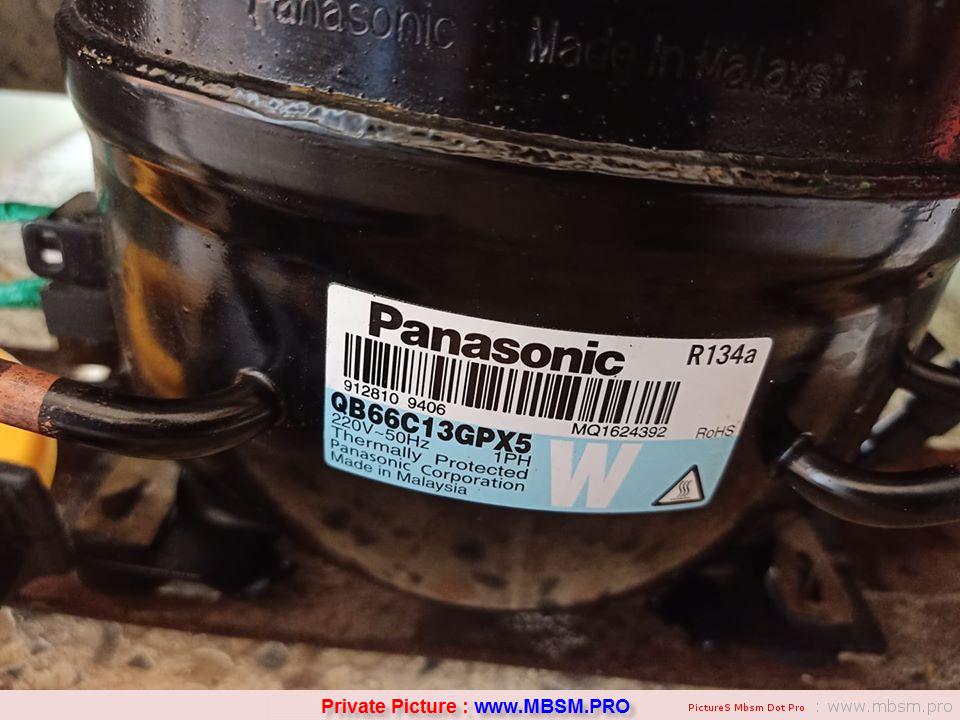 Panasonic
Made in Malaysia
Panasonic
R134a
912810 9406
MQ1624392
RoHS
QB66C13GPX5
220V~50Hz 1PH
Thermally Protected
Panasonic Corporation
Made in Malaysia
W
Private Picture : www.MBSM.PRO
PictureS Mbsm Dot Pro : www.mbsm.pro